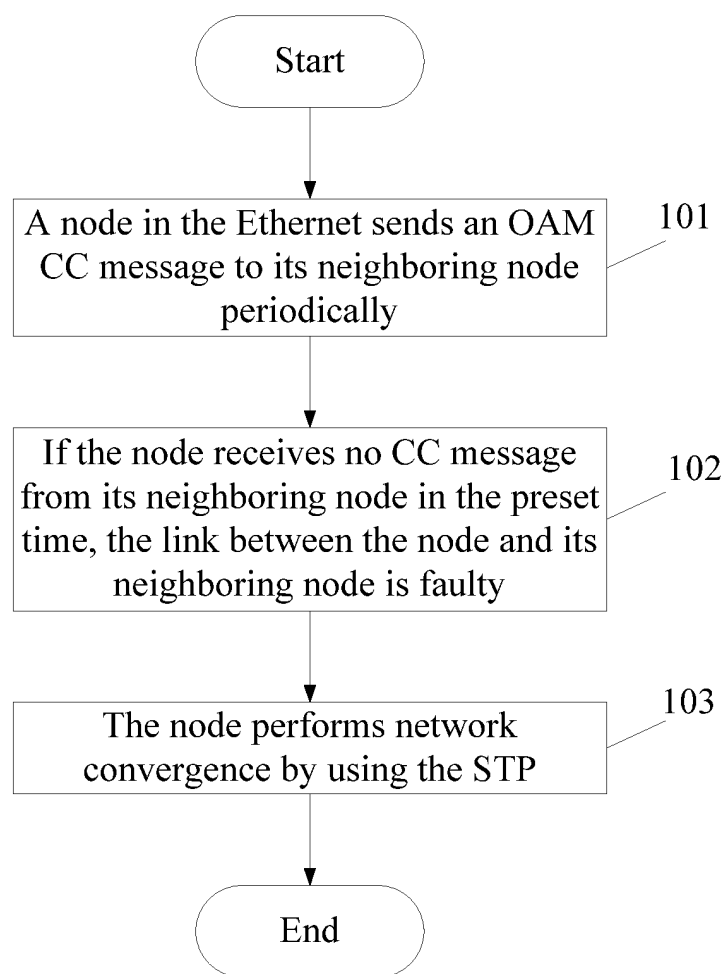 Start
A node in the Ethernet sends an OAM
CC message to its neighboring node
periodically
101
If the node receives no CC message
from its neighboring node in the preset
time, the link between the node and its
neighboring node is faulty
102
The node performs network
convergence by using the STP
103
End